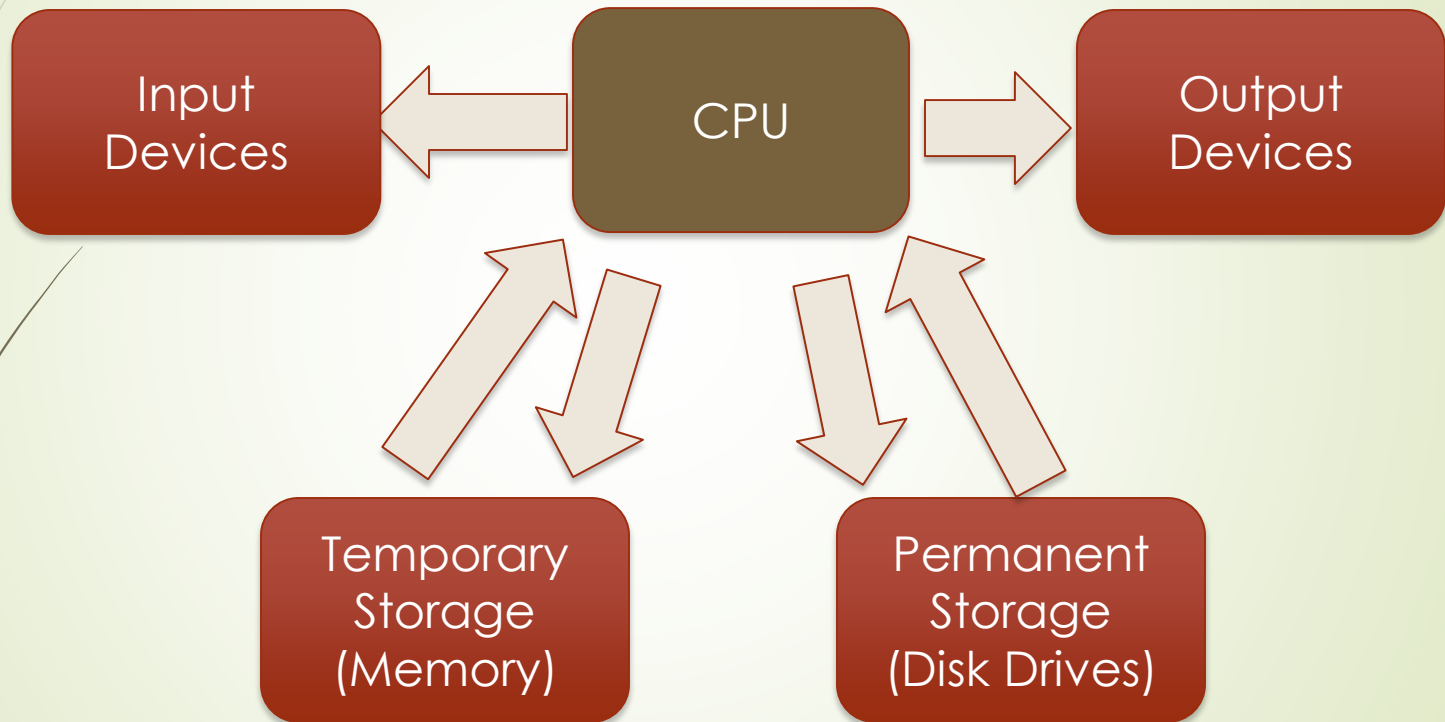 Input
Devices
CPU
Output
Devices
Temporary
Storage
(Memory)
Permanent
Storage
(Disk Drives)